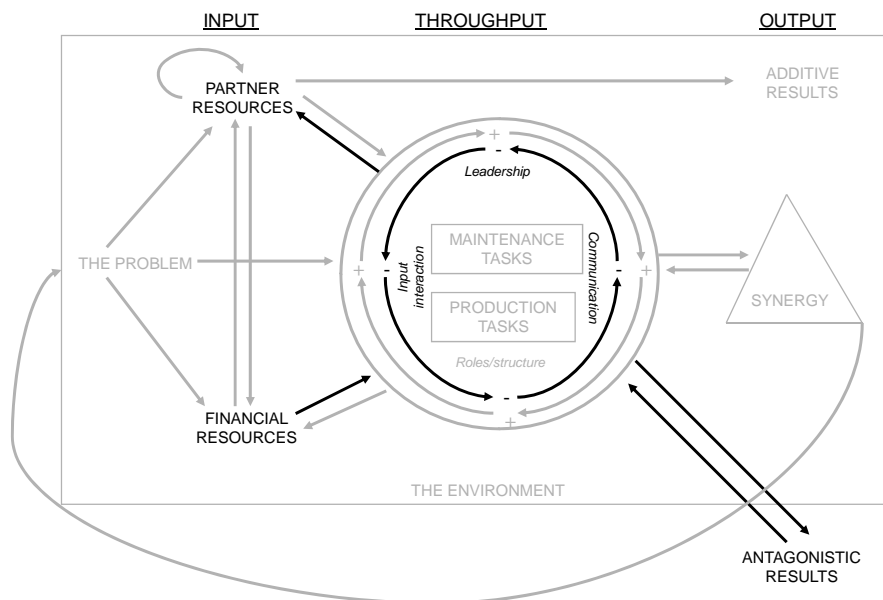 INPUT
THROUGHPUT
OUTPUT
PARTNER
RESOURCES
ADDITIVE
RESULTS
+
-
Leadership
MAINTENANCE
TASKS
THE PROBLEM
+
-
Input
interaction
Communication
-
+
PRODUCTION
TASKS
SYNERGY
Roles/structure
-
+
FINANCIAL
RESOURCES
THE ENVIRONMENT
ANTAGONISTIC
RESULTS